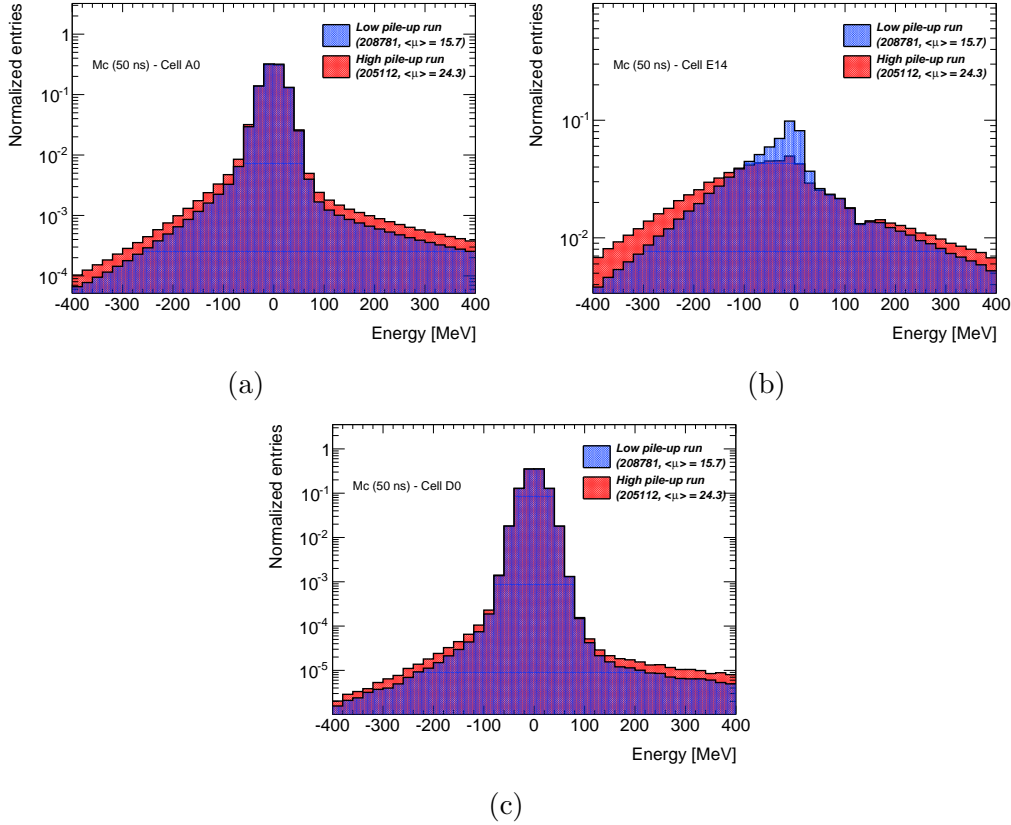 Normalized entries
1
10-1
10-2
10-3
10-4
Mc (50 ns) - Cell A0
Low pile-up run
(208781, <μ> = 15.7)
High pile-up run
(205112, <μ> = 24.3)
-400 -300 -200 -100 0 100 200 300 400
Energy [MeV]
(a)
Normalized entries
1
10-1
10-2
Mc (50 ns) - Cell E14
Low pile-up run
(208781, <μ> = 15.7)
High pile-up run
(205112, <μ> = 24.3)
-400 -300 -200 -100 0 100 200 300 400
Energy [MeV]
(b)
Normalized entries
1
10-1
10-2
10-3
10-4
10-5
Mc (50 ns) - Cell D0
Low pile-up run
(208781, <μ> = 15.7)
High pile-up run
(205112, <μ> = 24.3)
-400 -300 -200 -100 0 100 200 300 400
Energy [MeV]
(c)